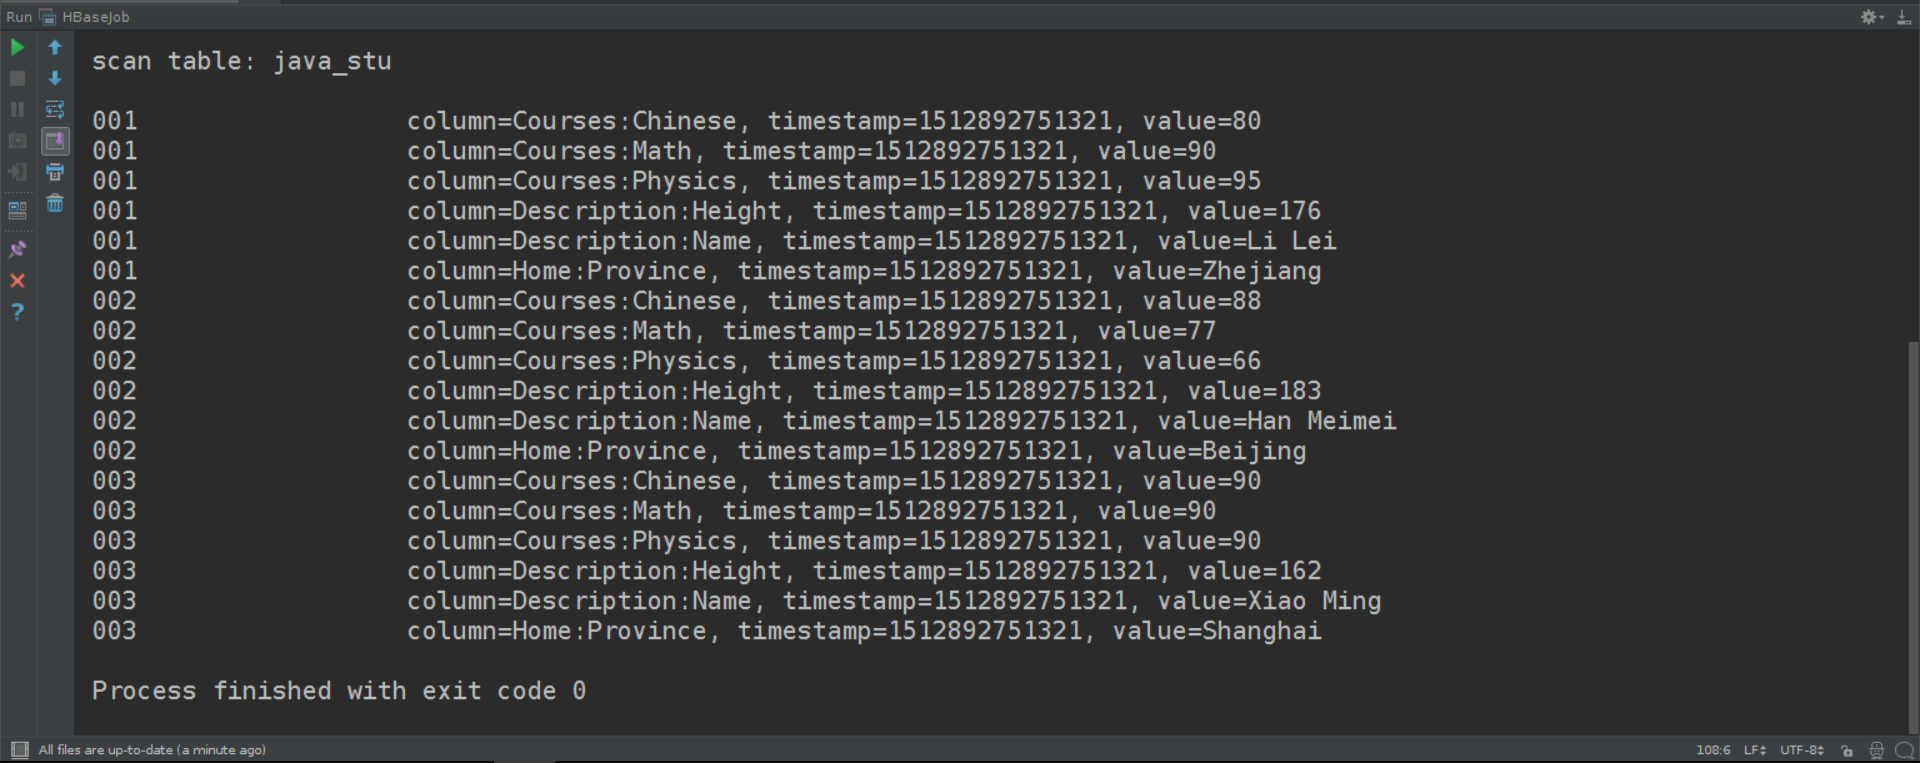 Run HBaseJob
scan table: java_stu
001 column=Courses:Chinese, timestamp=1512892751321, value=80
001 column=Courses:Math, timestamp=1512892751321, value=90
001 column=Courses:Physics, timestamp=1512892751321, value=95
001 column=Description:Height, timestamp=1512892751321, value=176
001 column=Description:Name, timestamp=1512892751321, value=Li Lei
001 column=Home:Province, timestamp=1512892751321, value=Zhejiang
002 column=Courses:Chinese, timestamp=1512892751321, value=88
002 column=Courses:Math, timestamp=1512892751321, value=77
002 column=Courses:Physics, timestamp=1512892751321, value=66
002 column=Description:Height, timestamp=1512892751321, value=183
002 column=Description:Name, timestamp=1512892751321, value=Han Meimei
002 column=Home:Province, timestamp=1512892751321, value=Beijing
003 column=Courses:Chinese, timestamp=1512892751321, value=90
003 column=Courses:Math, timestamp=1512892751321, value=90
003 column=Courses:Physics, timestamp=1512892751321, value=90
003 column=Description:Height, timestamp=1512892751321, value=162
003 column=Description:Name, timestamp=1512892751321, value=Xiao Ming
003 column=Home:Province, timestamp=1512892751321, value=Shanghai
Process finished with exit code 0
All files are up-to-date (a minute ago) 108:6 LF UTF-8